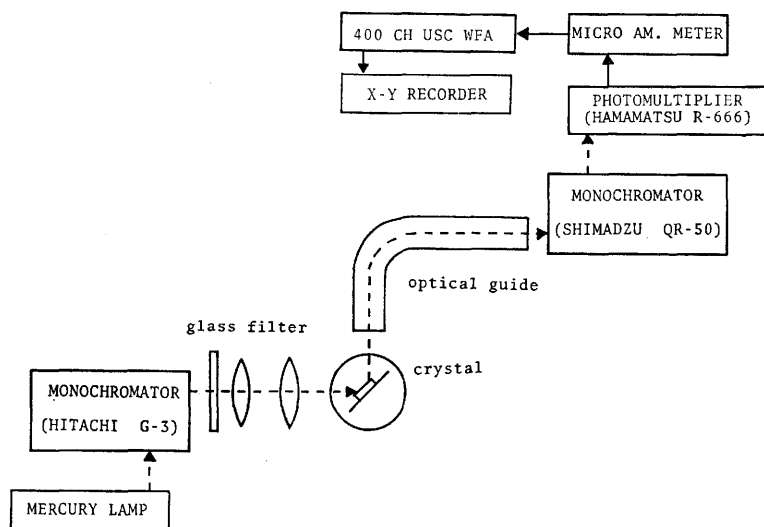 400 CH USC WFA
MICRO AM. METER
X-Y RECORDER
PHOTOMULTIPLIER
(HAMAMATSU R-666)
MONOCHROMATOR
(SHIMADZU QR-50)
optical guide
glass filter
crystal
MONOCHROMATOR
(HITACHI G-3)
MERCURY LAMP